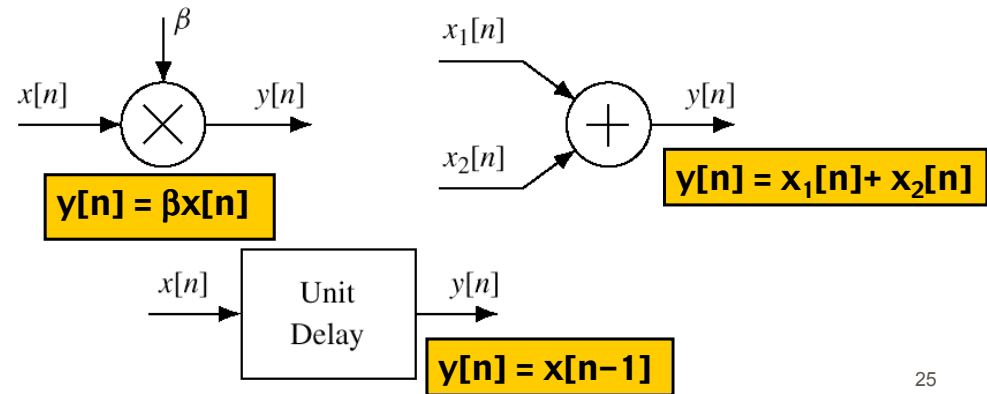 β
x[n]
y[n]
y[n] = βx[n]
x₁[n]
x₂[n]
y[n]
y[n] = x₁[n]+ x₂[n]
x[n]
Unit
Delay
y[n]
y[n] = x[n−1]
25